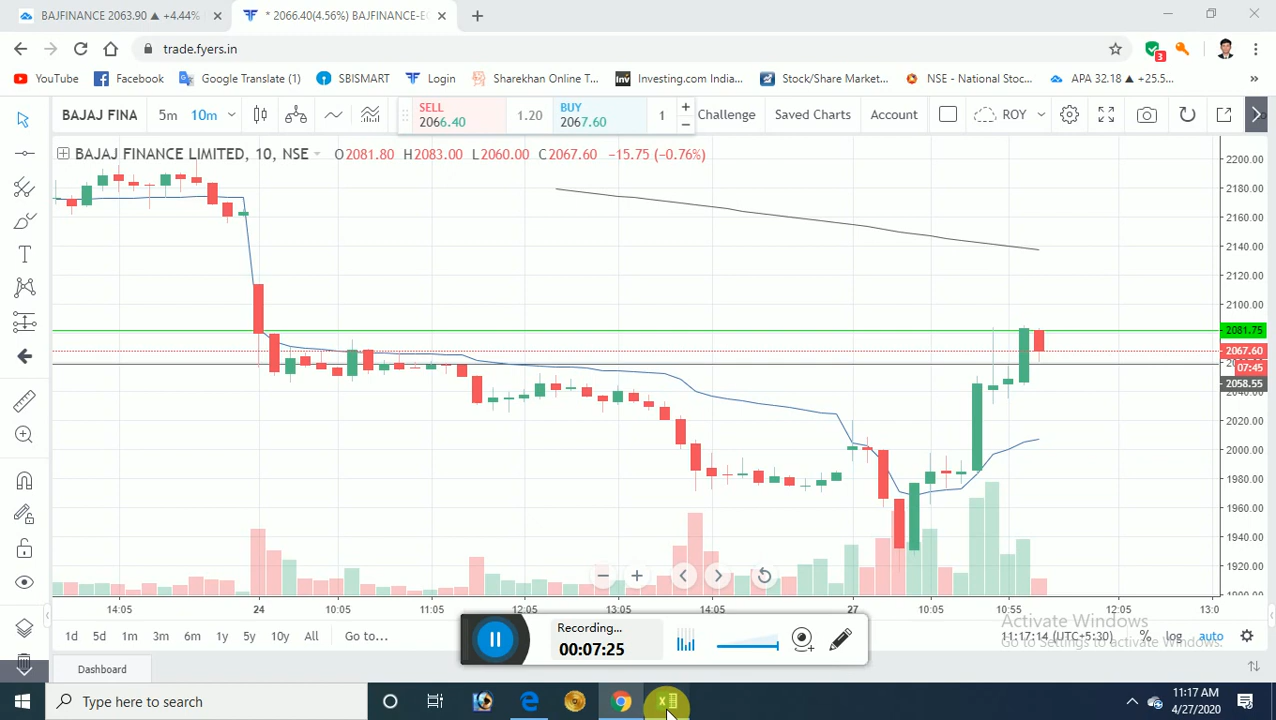 BAJFINANCE 2063.90 ▲ +4.44%
* 2066.40(4.56%) BAJFINANCE-EQ
trade.fyers.in
3
YouTube Facebook Google Translate (1) SBISMART Login Sharekhan Online T... Investing.com India... Stock/Share Market... NSE - National Stoc... APA 32.18 ▲ +25.5... »
BAJAJ FINA 5m 10m
SELL
2066.40
1.20
BUY
2067.60
1
Challenge Saved Charts Account ROY
BAJAJ FINANCE LIMITED, 10, NSE O2081.80 H2083.00 L2060.00 C2067.60 −15.75 (−0.76%)
2200.00
2180.00
2160.00
2140.00
2120.00
2100.00
2081.75
2067.60
07:45
2058.55
2040.00
2020.00
2000.00
1980.00
1960.00
1940.00
1920.00
14:05 24 10:05 11:05 12:05 13:05 14:05 27 10:05 10:55 12:05 13:0
1d 5d 1m 3m 6m 1y 5y 10y All Go to...
Recording...
00:07:25
Activate Windows
Go to Settings to activate Windows.
11:17:14 (UTC+5:30) % log auto
Dashboard
Type here to search
11:17 AM
4/27/2020